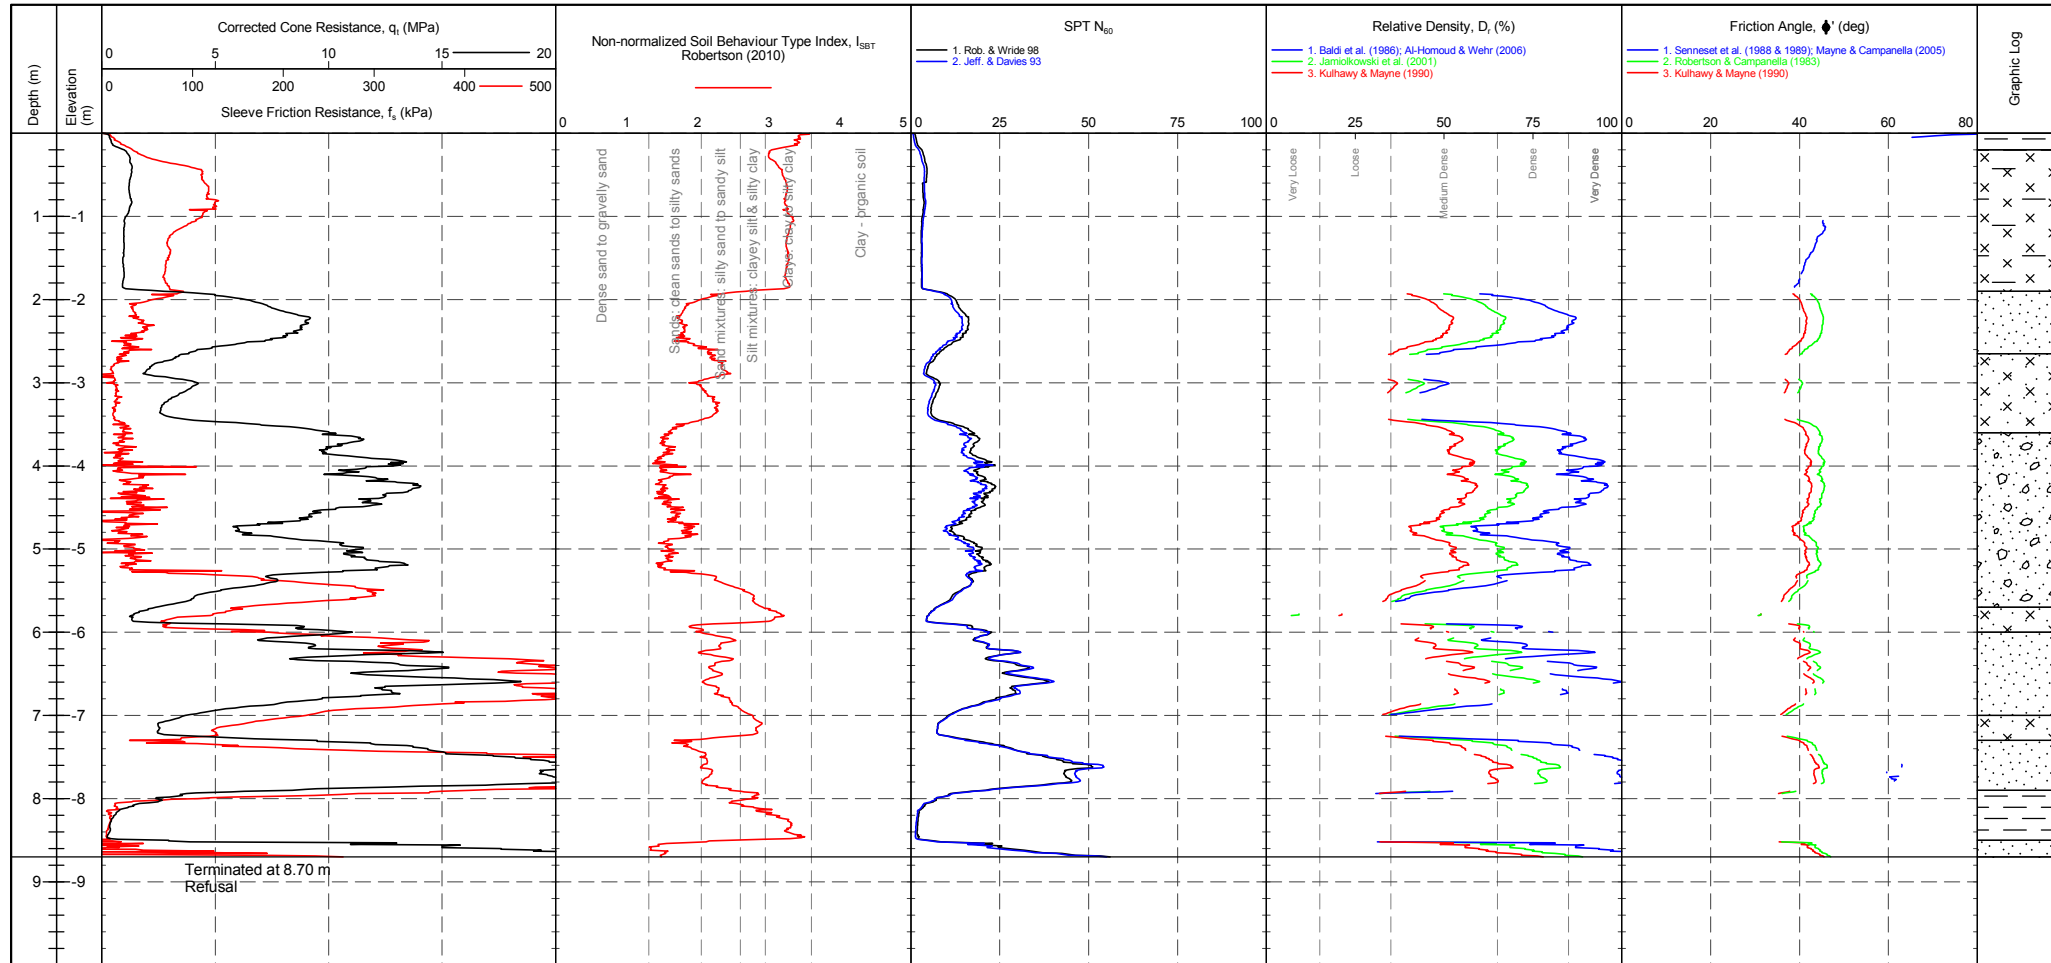 Depth (m)
Elevation (m)
Corrected Cone Resistance, qt (MPa)
0 5 10 15 20
0 100 200 300 400 500
Sleeve Friction Resistance, fs (kPa)
Non-normalized Soil Behaviour Type Index, ISBT
Robertson (2010)
0 1 2 3 4 5
Dense sand to gravelly sand
Sands: clean sands to silty sands
Sand mixtures: silty sand to sandy silt
Silt mixtures: clayey silt & silty clay
Clays: clay to silty clay
Clay - organic soil
SPT N60
1. Rob. & Wride 98
2. Jeff. & Davies 93
0 25 50 75 100
Relative Density, Dr (%)
1. Baldi et al. (1986); Al-Homoud & Wehr (2006)
2. Jamiolkowski et al. (2001)
3. Kulhawy & Mayne (1990)
0 25 50 75 100
Very Loose
Loose
Medium Dense
Dense
Very Dense
Friction Angle, ϕ' (deg)
1. Senneset et al. (1988 & 1989); Mayne & Campanella (2005)
2. Robertson & Campanella (1983)
3. Kulhawy & Mayne (1990)
0 20 40 60 80
Graphic Log
1 -1
2 -2
3 -3
4 -4
5 -5
6 -6
7 -7
8 -8
9 -9
Terminated at 8.70 m
Refusal